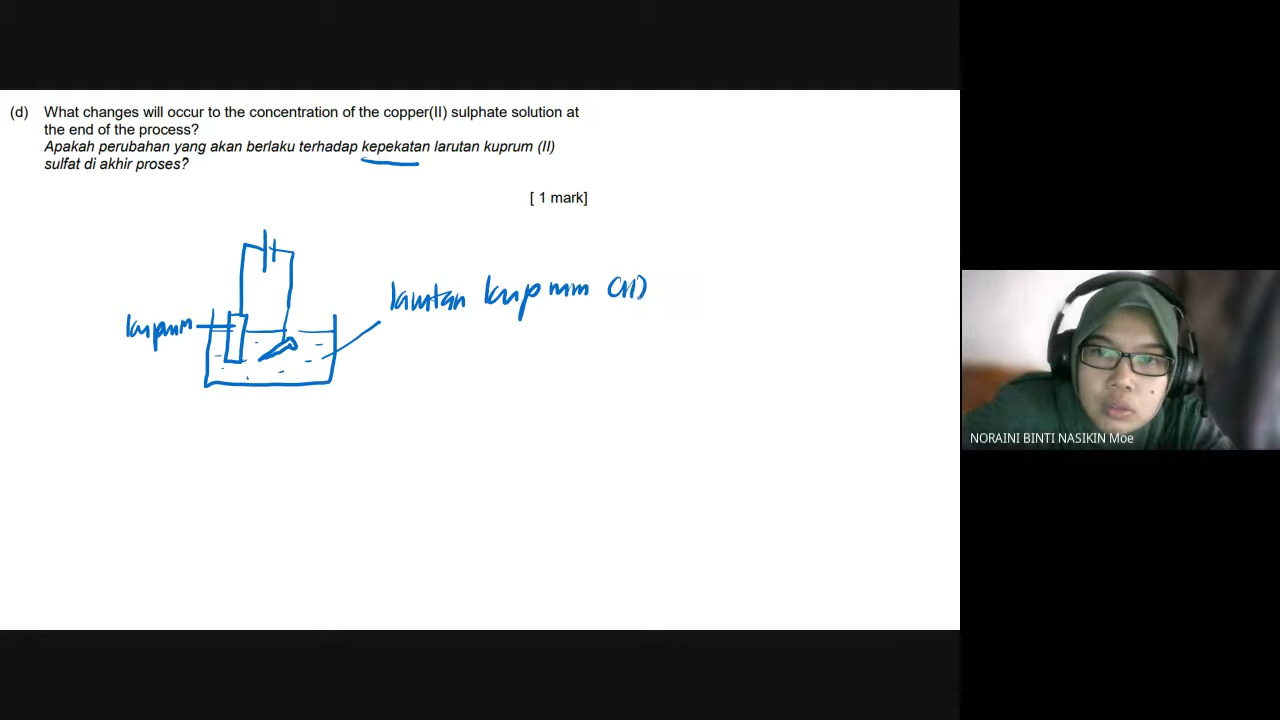 (d) What changes will occur to the concentration of the copper(II) sulphate solution at
the end of the process?
Apakah perubahan yang akan berlaku terhadap kepekatan larutan kuprum (II)
sulfat di akhir proses?
[ 1 mark]
larutan kuprum (II)
kuprum
NORAINI BINTI NASIKIN Moe